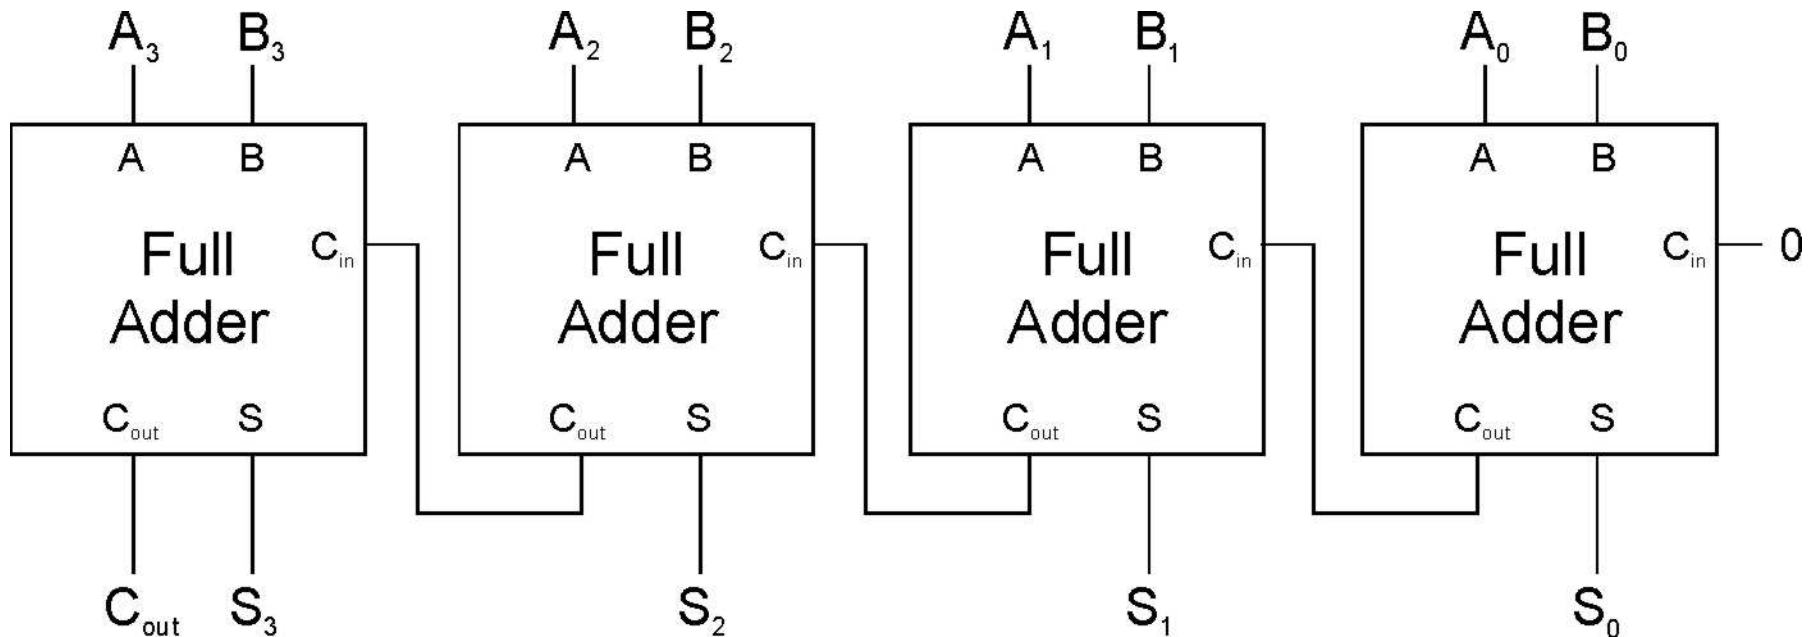 A₃ B₃ A₂ B₂ A₁ B₁ A₀ B₀
A B A B A B A B
Full Cᵢₙ Full Cᵢₙ Full Cᵢₙ Full Cᵢₙ 0
Adder Adder Adder Adder
Cₒᵤₜ S Cₒᵤₜ S Cₒᵤₜ S Cₒᵤₜ S
Cₒᵤₜ S₃ S₂ S₁ S₀